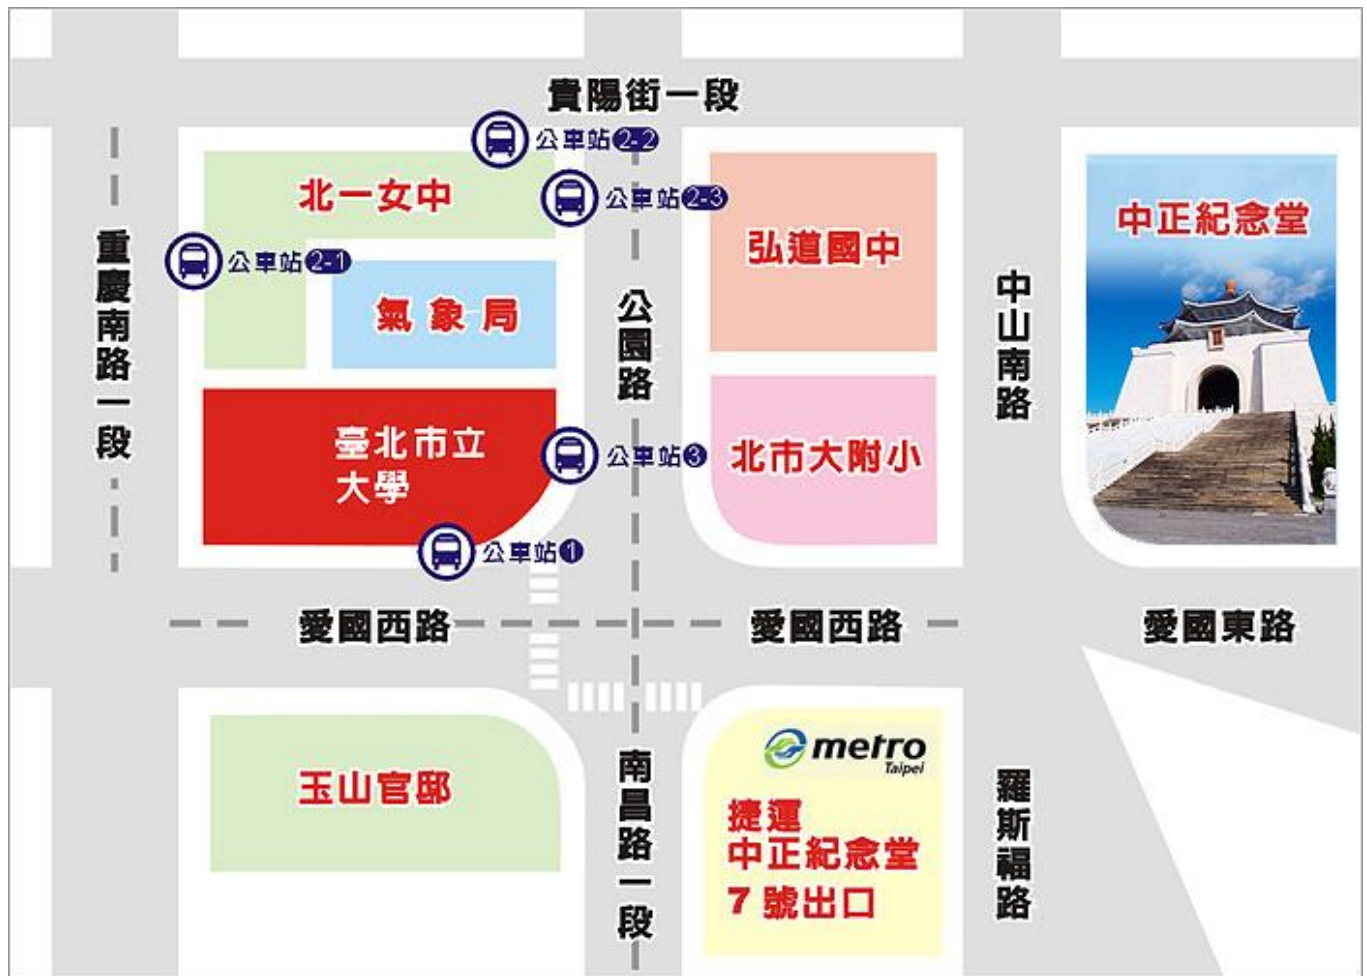 貴陽街一段
公車站2-2
北一女中
公車站2-3
中正紀念堂
弘道國中
公車站2-1
重慶南路一段
氣象局
公園路
中山南路
臺北市立
大學
公車站3
北市大附小
公車站1
愛國西路
愛國西路
愛國東路
metro
Taipei
玉山官邸
南昌路一段
捷運
中正紀念堂
7號出口
羅斯福路